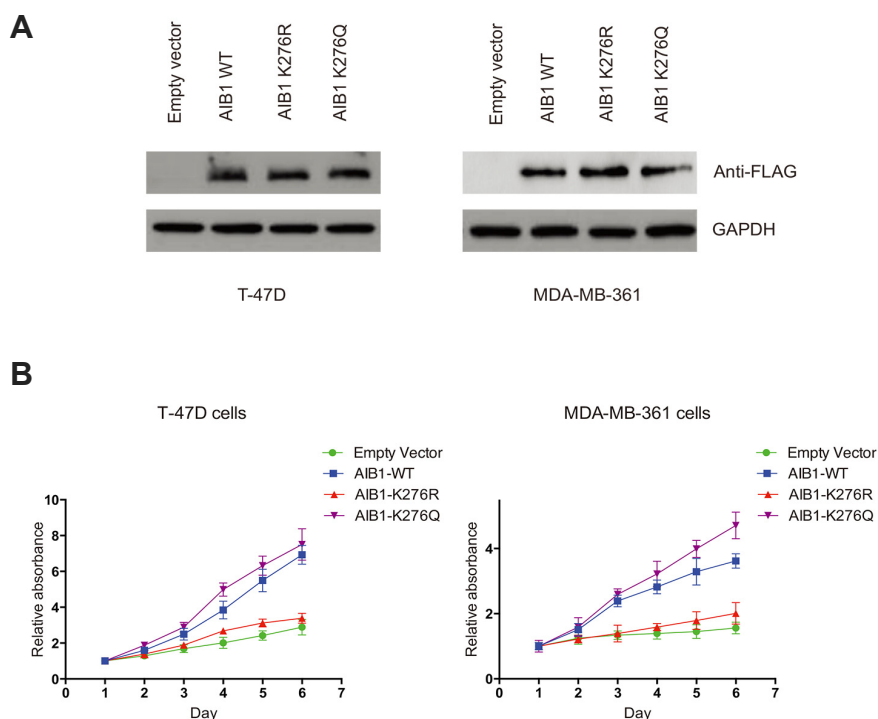 A
Empty vector
AIB1 WT
AIB1 K276R
AIB1 K276Q
Empty vector
AIB1 WT
AIB1 K276R
AIB1 K276Q
Anti-FLAG
GAPDH
T-47D
MDA-MB-361
B
T-47D cells
Empty Vector
AIB1-WT
AIB1-K276R
AIB1-K276Q
Relative absorbance
10
8
6
4
2
0
0 1 2 3 4 5 6 7
Day
MDA-MB-361 cells
Empty Vector
AIB1-WT
AIB1-K276R
AIB1-K276Q
Relative absorbance
4
2
0
0 1 2 3 4 5 6 7
Day